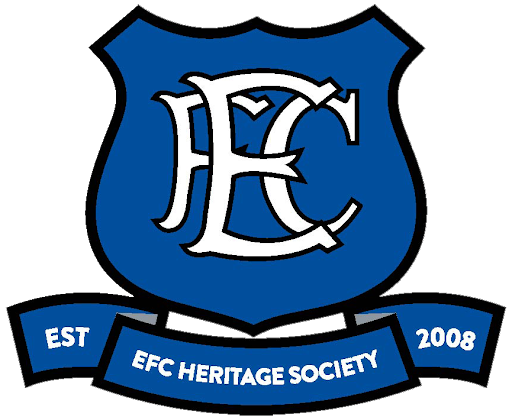 EFC
EST
EFC HERITAGE SOCIETY
2008